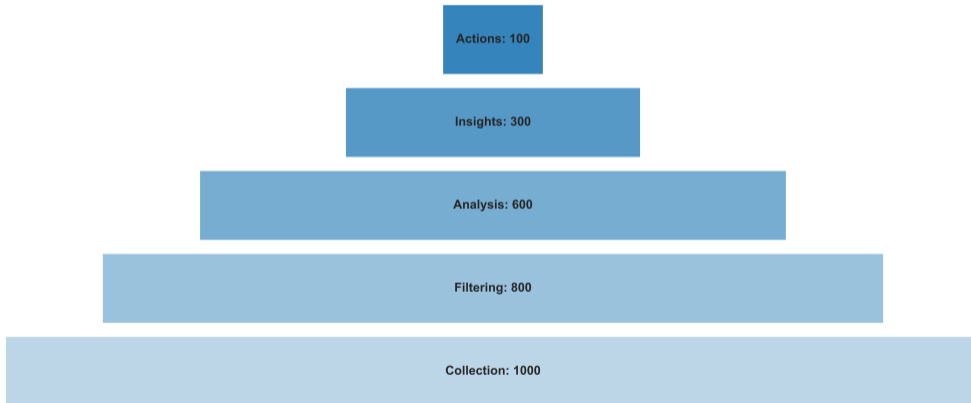 Actions: 100
Insights: 300
Analysis: 600
Filtering: 800
Collection: 1000